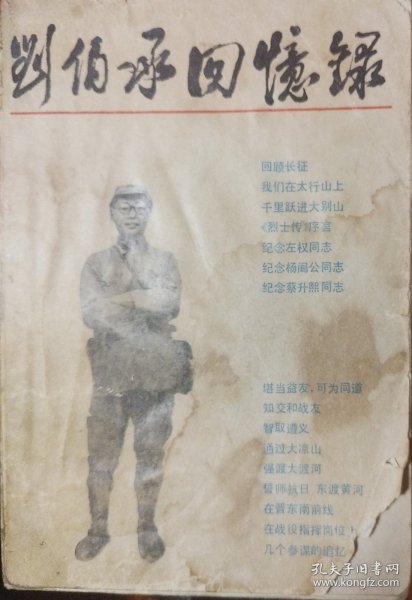 劉伯承回憶錄
回顾长征
我们在太行山上
千里跃进大别山
《烈士传》序言
纪念左权同志
纪念杨闇公同志
纪念蔡升熙同志
堪当益友，可为同道
知交和战友
智取遵义
通过大凉山
强渡大渡河
誓师抗日 东渡黄河
在晋东南前线
在战役指挥岗位上
几个参谋的追忆
孔夫子旧书网
www.kongfz.com